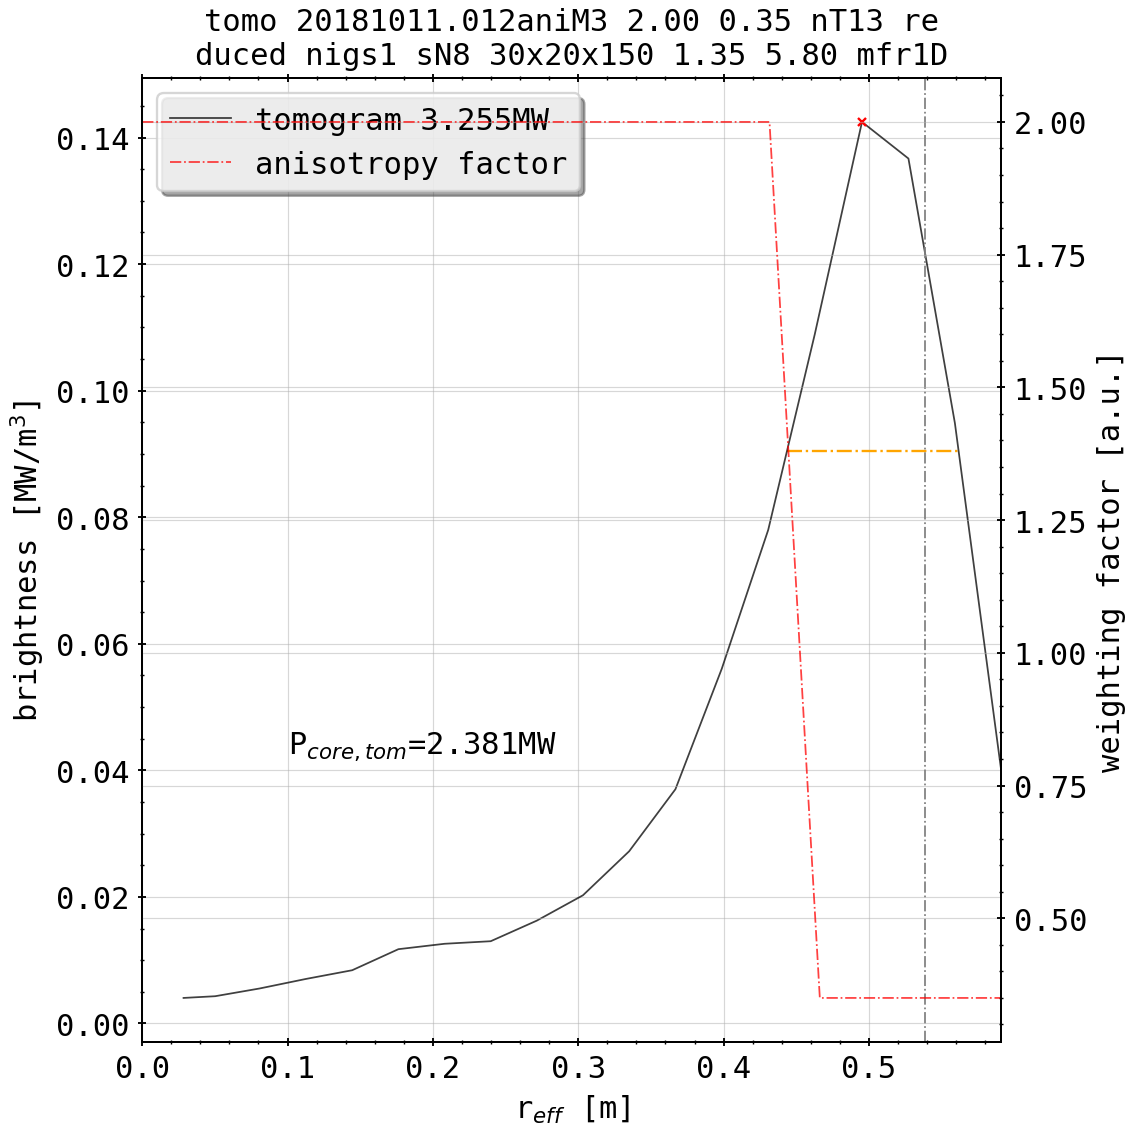 tomo 20181011.012aniM3 2.00 0.35 nT13 re
duced nigs1 sN8 30x20x150 1.35 5.80 mfr1D
tomogram 3.255MW
anisotropy factor
brightness [MW/m³]
0.14
0.12
0.10
0.08
0.06
0.04
0.02
0.00
P_core,tom=2.381MW
2.00
1.75
1.50
1.25
1.00
0.75
0.50
weighting factor [a.u.]
0.0 0.1 0.2 0.3 0.4 0.5
r_eff [m]